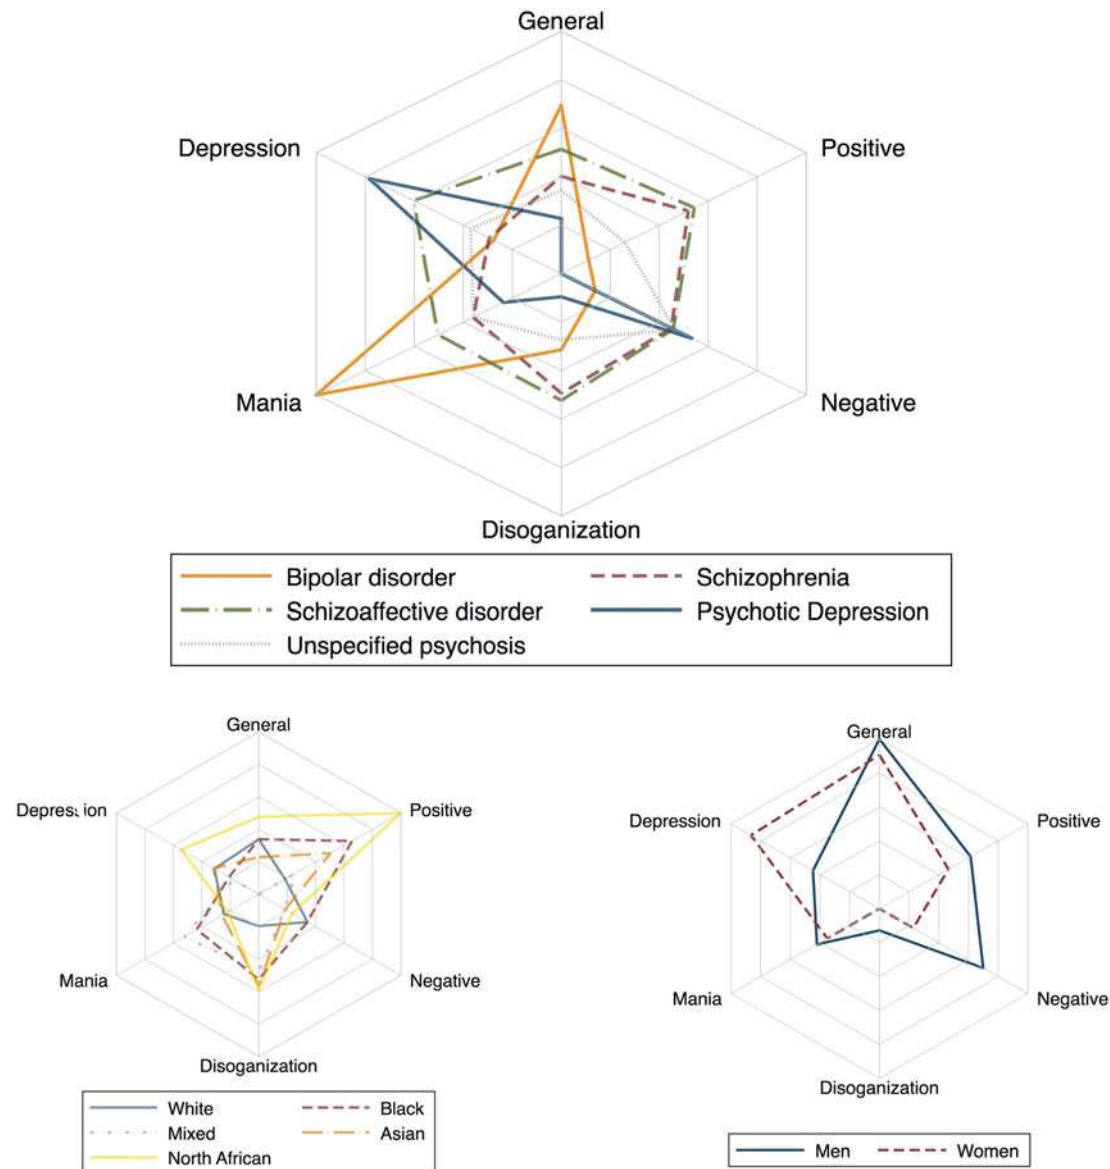 General
Depression
Positive
Mania
Negative
Disoganization
Bipolar disorder
Schizophrenia
Schizoaffective disorder
Psychotic Depression
Unspecified psychosis
General
Depression
Positive
Mania
Negative
Disoganization
White
Black
Mixed
Asian
North African
General
Depression
Positive
Mania
Negative
Disoganization
Men
Women